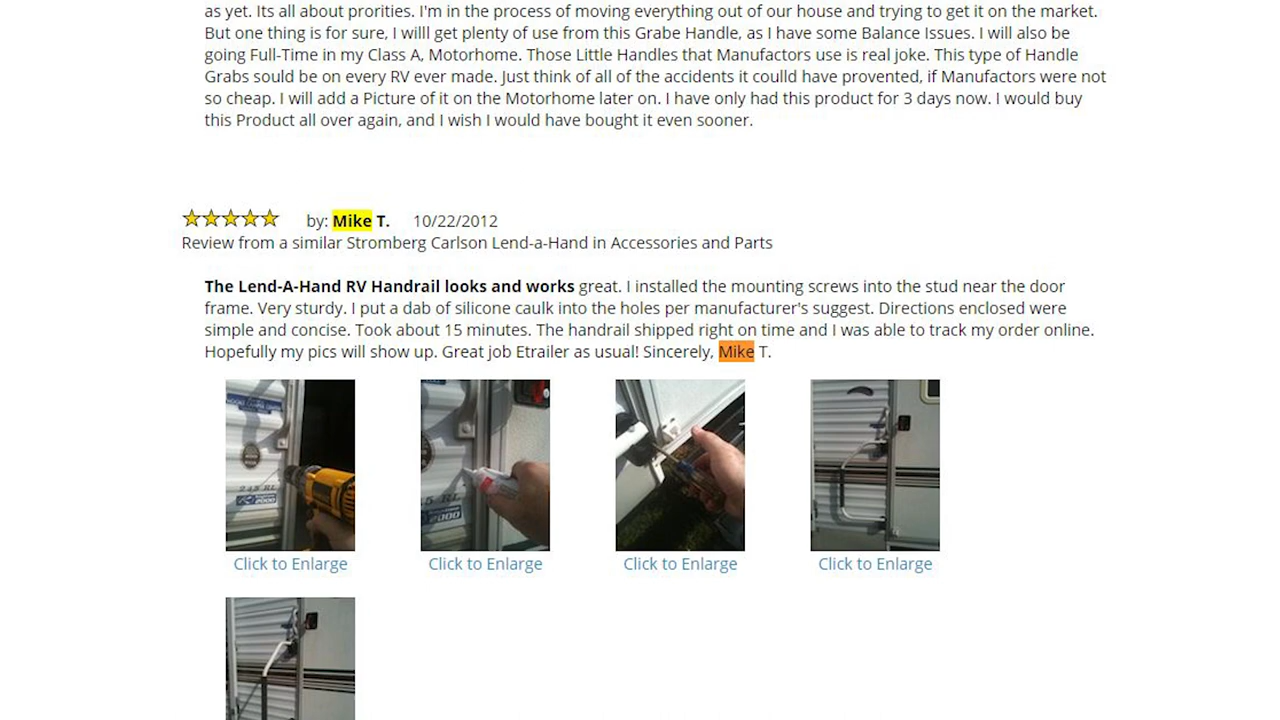 as yet. Its all about prorities. I'm in the process of moving everything out of our house and trying to get it on the market.
But one thing is for sure, I willl get plenty of use from this Grabe Handle, as I have some Balance Issues. I will also be
going Full-Time in my Class A, Motorhome. Those Little Handles that Manufactors use is real joke. This type of Handle
Grabs sould be on every RV ever made. Just think of all of the accidents it coulld have provented, if Manufactors were not
so cheap. I will add a Picture of it on the Motorhome later on. I have only had this product for 3 days now. I would buy
this Product all over again, and I wish I would have bought it even sooner.
by: Mike T. 10/22/2012
Review from a similar Stromberg Carlson Lend-a-Hand in Accessories and Parts
The Lend-A-Hand RV Handrail looks and works great. I installed the mounting screws into the stud near the door
frame. Very sturdy. I put a dab of silicone caulk into the holes per manufacturer's suggest. Directions enclosed were
simple and concise. Took about 15 minutes. The handrail shipped right on time and I was able to track my order online.
Hopefully my pics will show up. Great job Etrailer as usual! Sincerely, Mike T.
2000
2000
Click to Enlarge Click to Enlarge Click to Enlarge Click to Enlarge